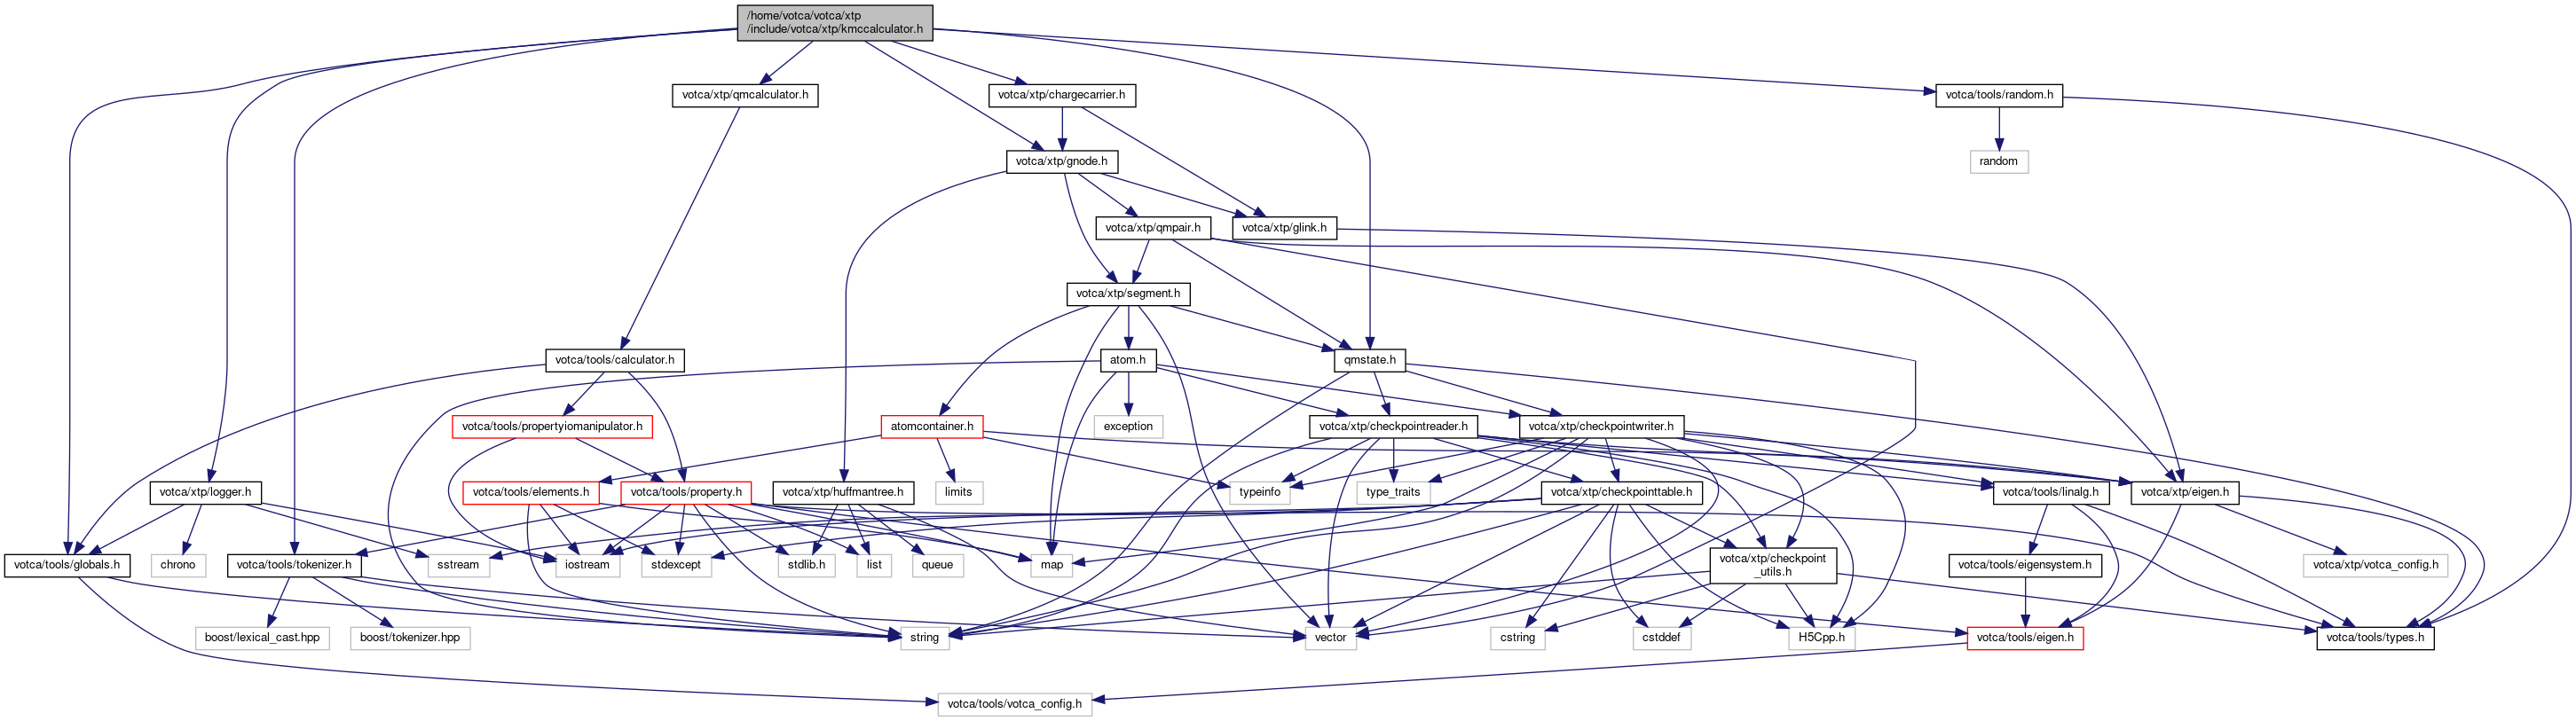 /home/votca/votca/xtp
/include/votca/xtp/kmccalculator.h
votca/xtp/qmcalculator.h
votca/xtp/chargecarrier.h
votca/tools/random.h
votca/xtp/gnode.h
random
votca/xtp/qmpair.h
votca/xtp/glink.h
votca/xtp/segment.h
votca/tools/calculator.h
atom.h
qmstate.h
votca/tools/propertyiomanipulator.h
atomcontainer.h
exception
votca/xtp/checkpointreader.h
votca/xtp/checkpointwriter.h
votca/xtp/logger.h
votca/tools/elements.h
votca/tools/property.h
votca/xtp/huffmantree.h
limits
typeinfo
type_traits
votca/xtp/checkpointtable.h
votca/tools/linalg.h
votca/xtp/eigen.h
votca/tools/globals.h
chrono
votca/tools/tokenizer.h
sstream
iostream
stdexcept
stdlib.h
list
queue
map
votca/xtp/checkpoint
_utils.h
votca/tools/eigensystem.h
votca/xtp/votca_config.h
boost/lexical_cast.hpp
boost/tokenizer.hpp
string
vector
cstring
cstddef
H5Cpp.h
votca/tools/eigen.h
votca/tools/types.h
votca/tools/votca_config.h